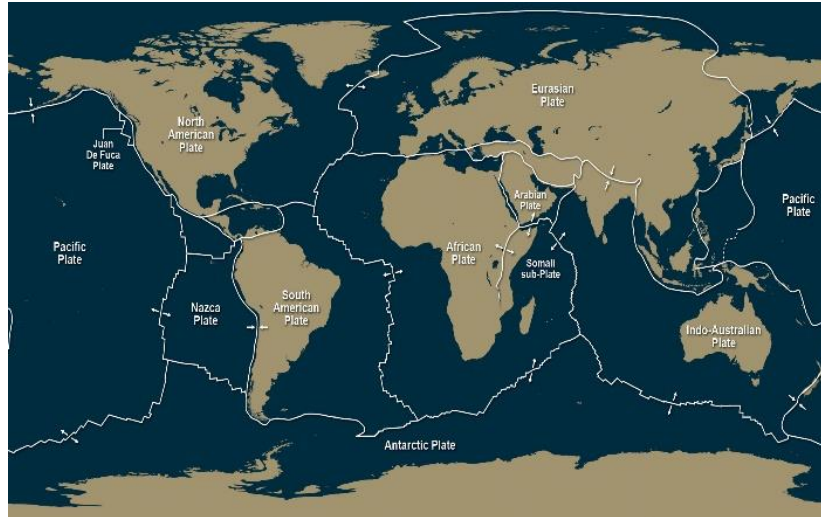 Eurasian
Plate
North
American
Plate
Juan
De Fuca
Plate
Arabian
Plate
Pacific
Plate
Pacific
Plate
African
Plate
Somali
sub-Plate
Nazca
Plate
South
American
Plate
Indo-Australian
Plate
Antarctic Plate